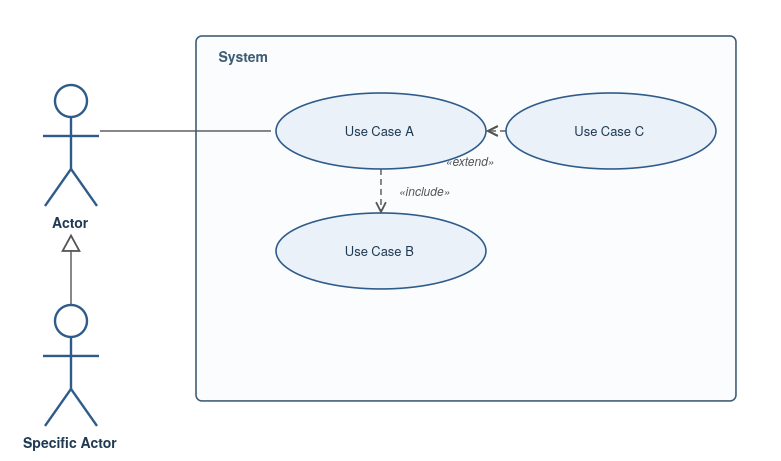 System
Use Case A
Use Case C
«extend»
«include»
Actor
Use Case B
Specific Actor